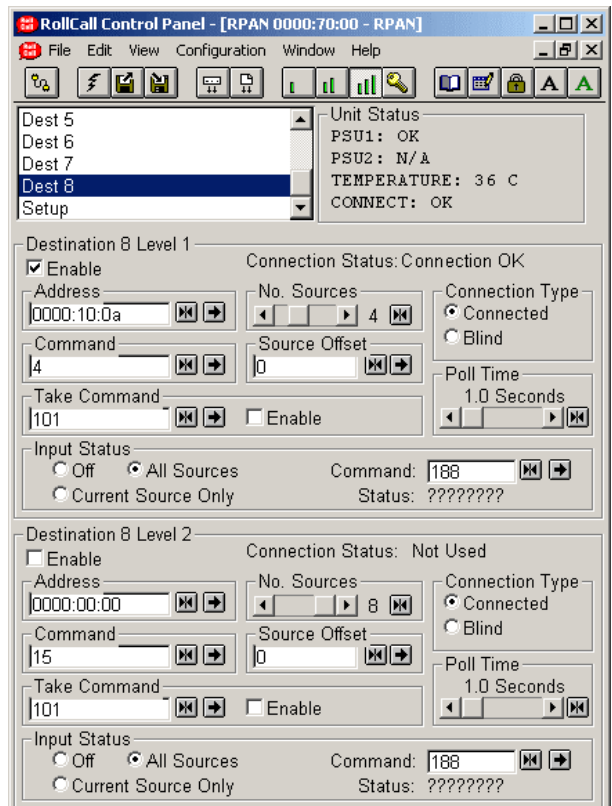 RollCall Control Panel - [RPAN 0000:70:00 - RPAN]
File Edit View Configuration Window Help
A A
Dest 5
Dest 6
Dest 7
Dest 8
Setup
Unit Status
PSU1: OK
PSU2: N/A
TEMPERATURE: 36 C
CONNECT: OK
Destination 8 Level 1
Enable
Connection Status: Connection OK
Address
0000:10:0a
No. Sources
4
Connection Type
Connected
Blind
Command
4
Source Offset
0
Poll Time
1.0 Seconds
Take Command
101
Enable
Input Status
Off All Sources
Current Source Only
Command: 188
Status: ????????
Destination 8 Level 2
Enable
Connection Status: Not Used
Address
0000:00:00
No. Sources
8
Connection Type
Connected
Blind
Command
15
Source Offset
0
Poll Time
1.0 Seconds
Take Command
101
Enable
Input Status
Off All Sources
Current Source Only
Command: 188
Status: ????????